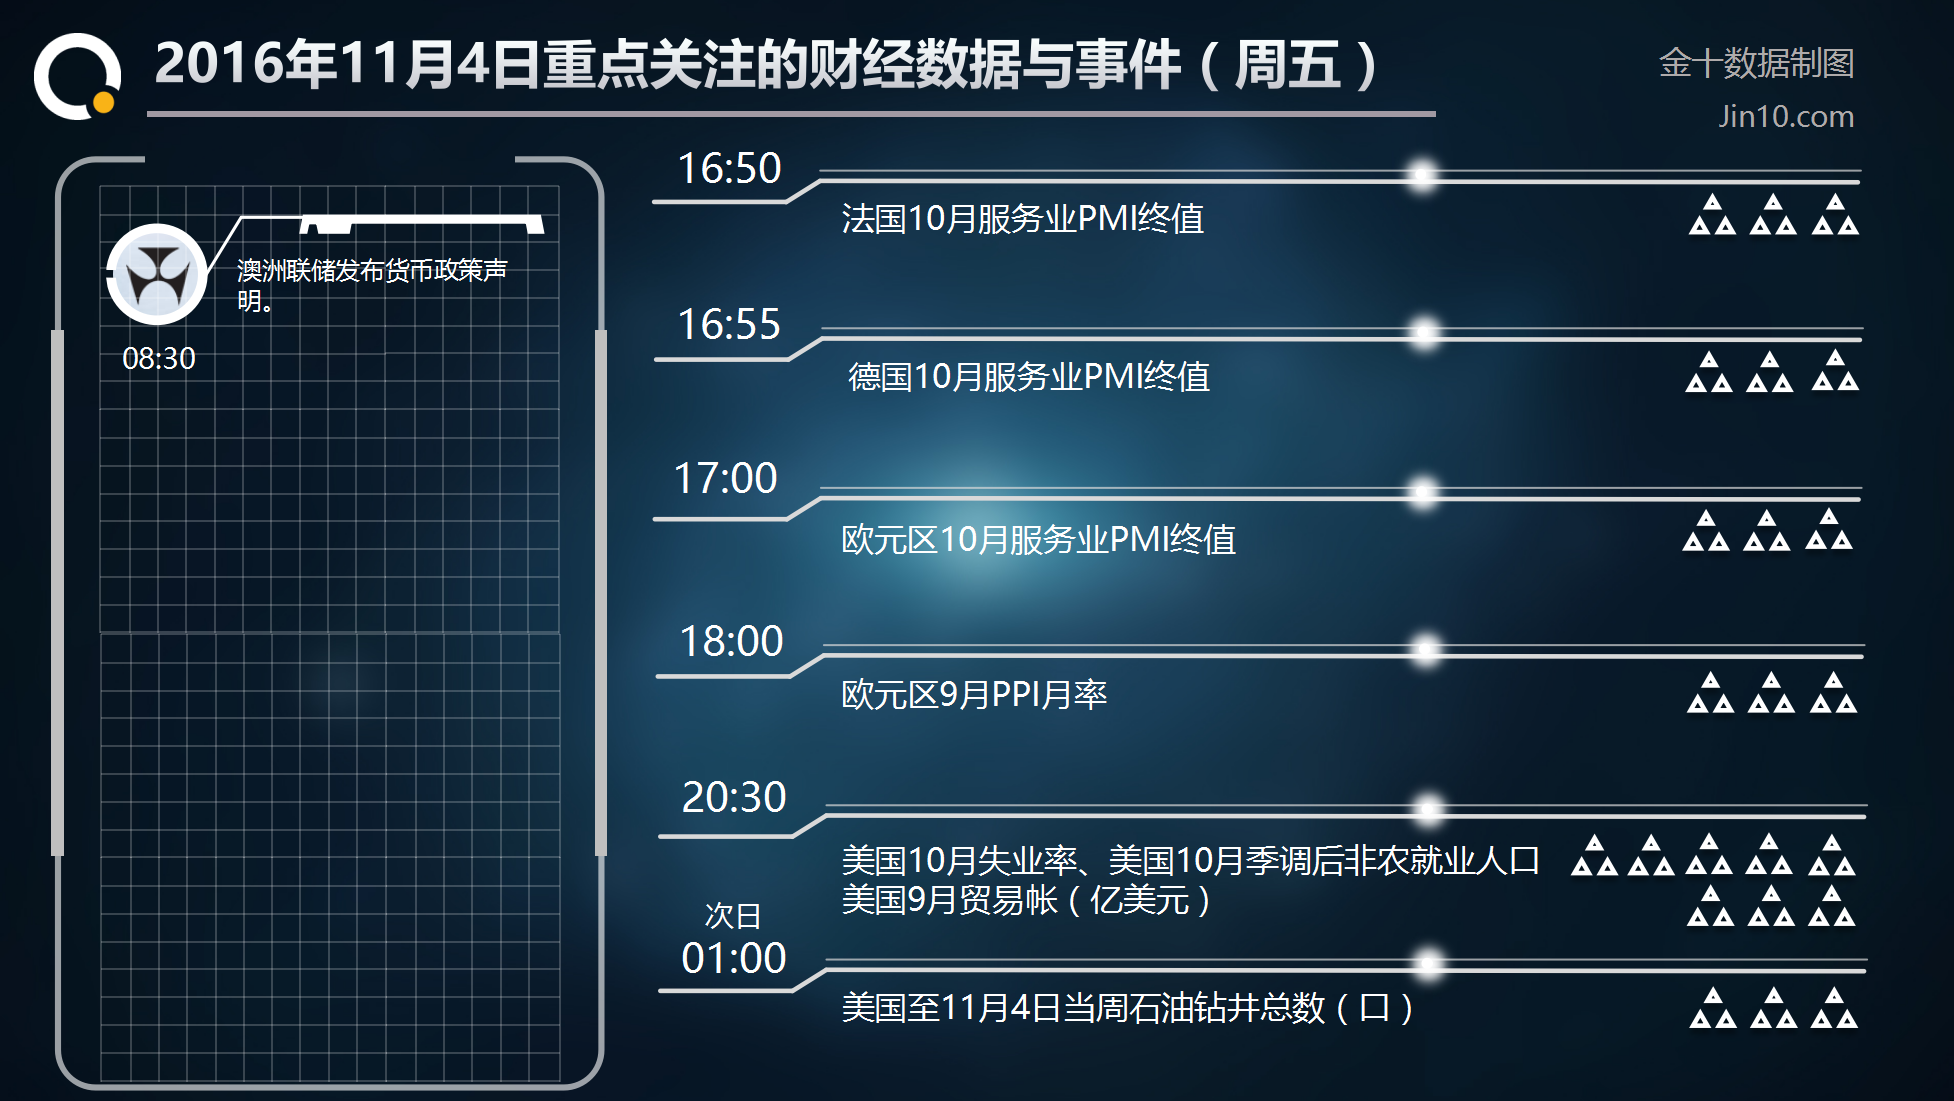 2016年11月4日重点关注的财经数据与事件（周五）
金十数据制图
Jin10.com
澳洲联储发布货币政策声
明。
08:30
16:50
法国10月服务业PMI终值
16:55
德国10月服务业PMI终值
17:00
欧元区10月服务业PMI终值
18:00
欧元区9月PPI月率
20:30
美国10月失业率、美国10月季调后非农就业人口
美国9月贸易帐（亿美元）
次日
01:00
美国至11月4日当周石油钻井总数（口）